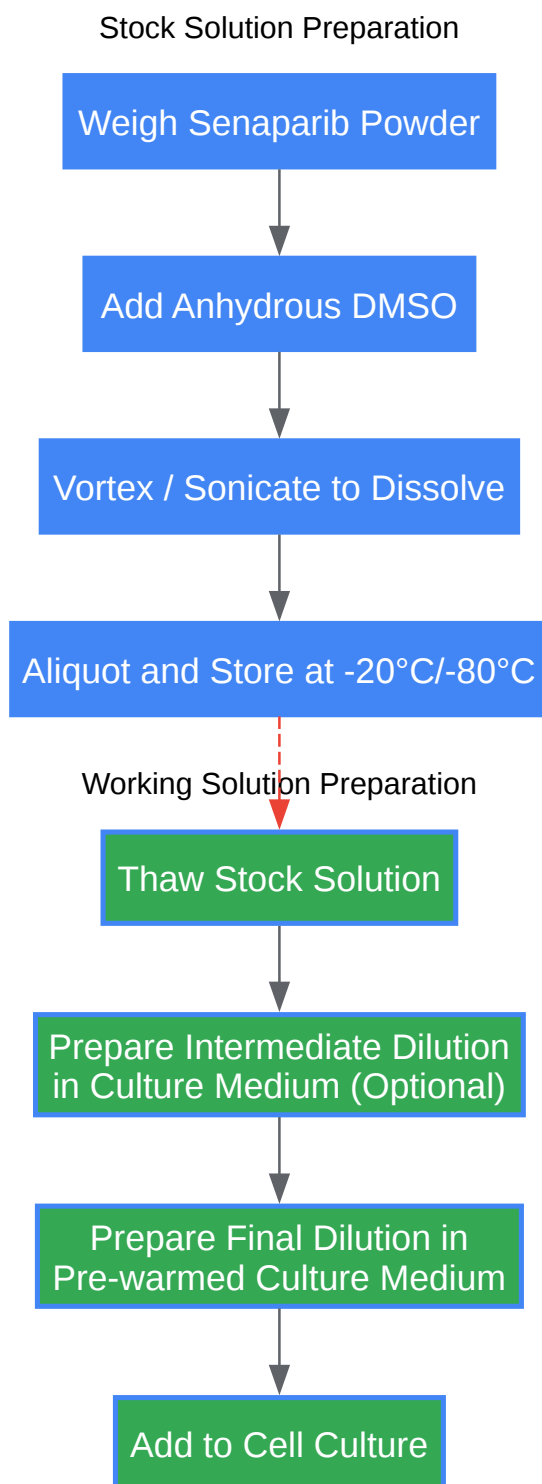 Stock Solution Preparation
Weigh Senaparib Powder
Add Anhydrous DMSO
Vortex / Sonicate to Dissolve
Aliquot and Store at -20°C/-80°C
Working Solution Preparation
Thaw Stock Solution
Prepare Intermediate Dilution
in Culture Medium (Optional)
Prepare Final Dilution in
Pre-warmed Culture Medium
Add to Cell Culture